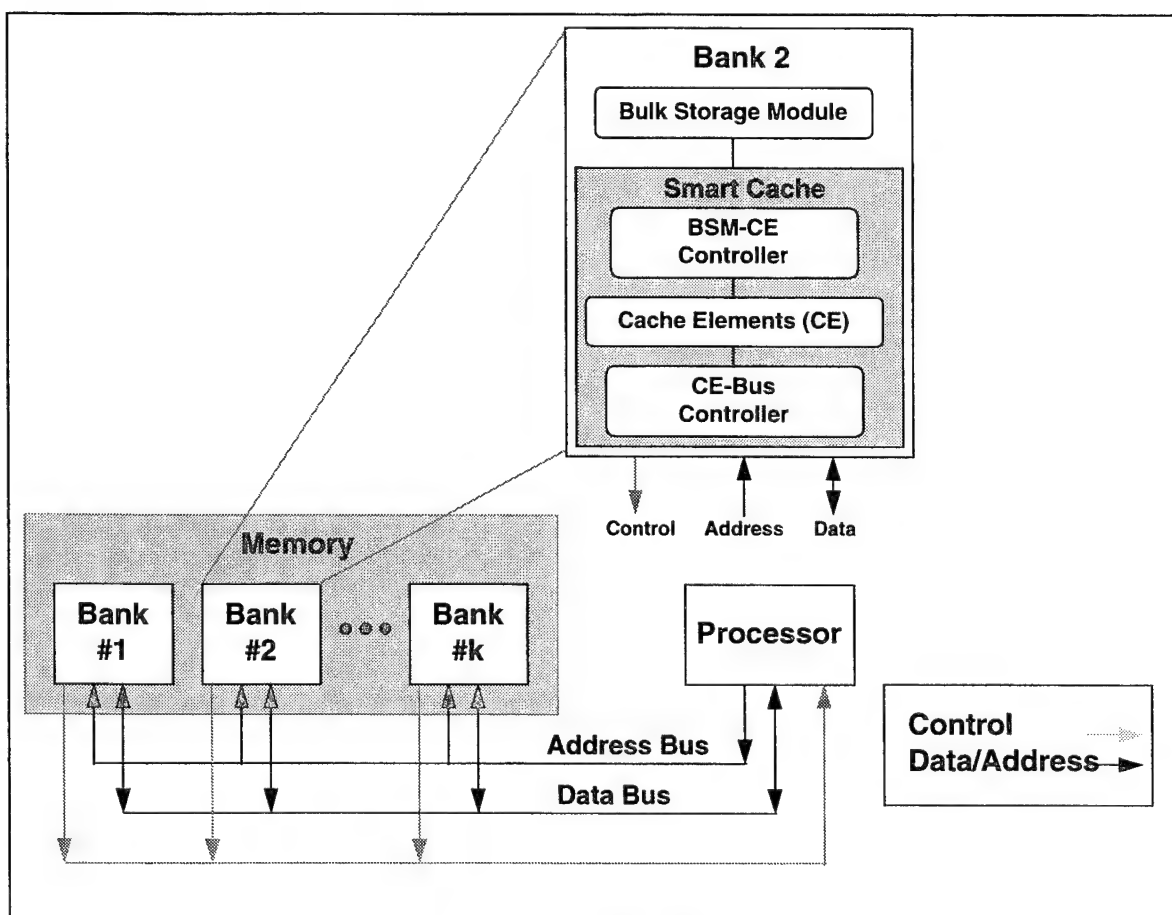 Bank 2
Bulk Storage Module
Smart Cache
BSM-CE
Controller
Cache Elements (CE)
CE-Bus
Controller
Control
Address
Data
Memory
Bank
#1
Bank
#2
Bank
#k
Processor
Address Bus
Data Bus
Control
Data/Address